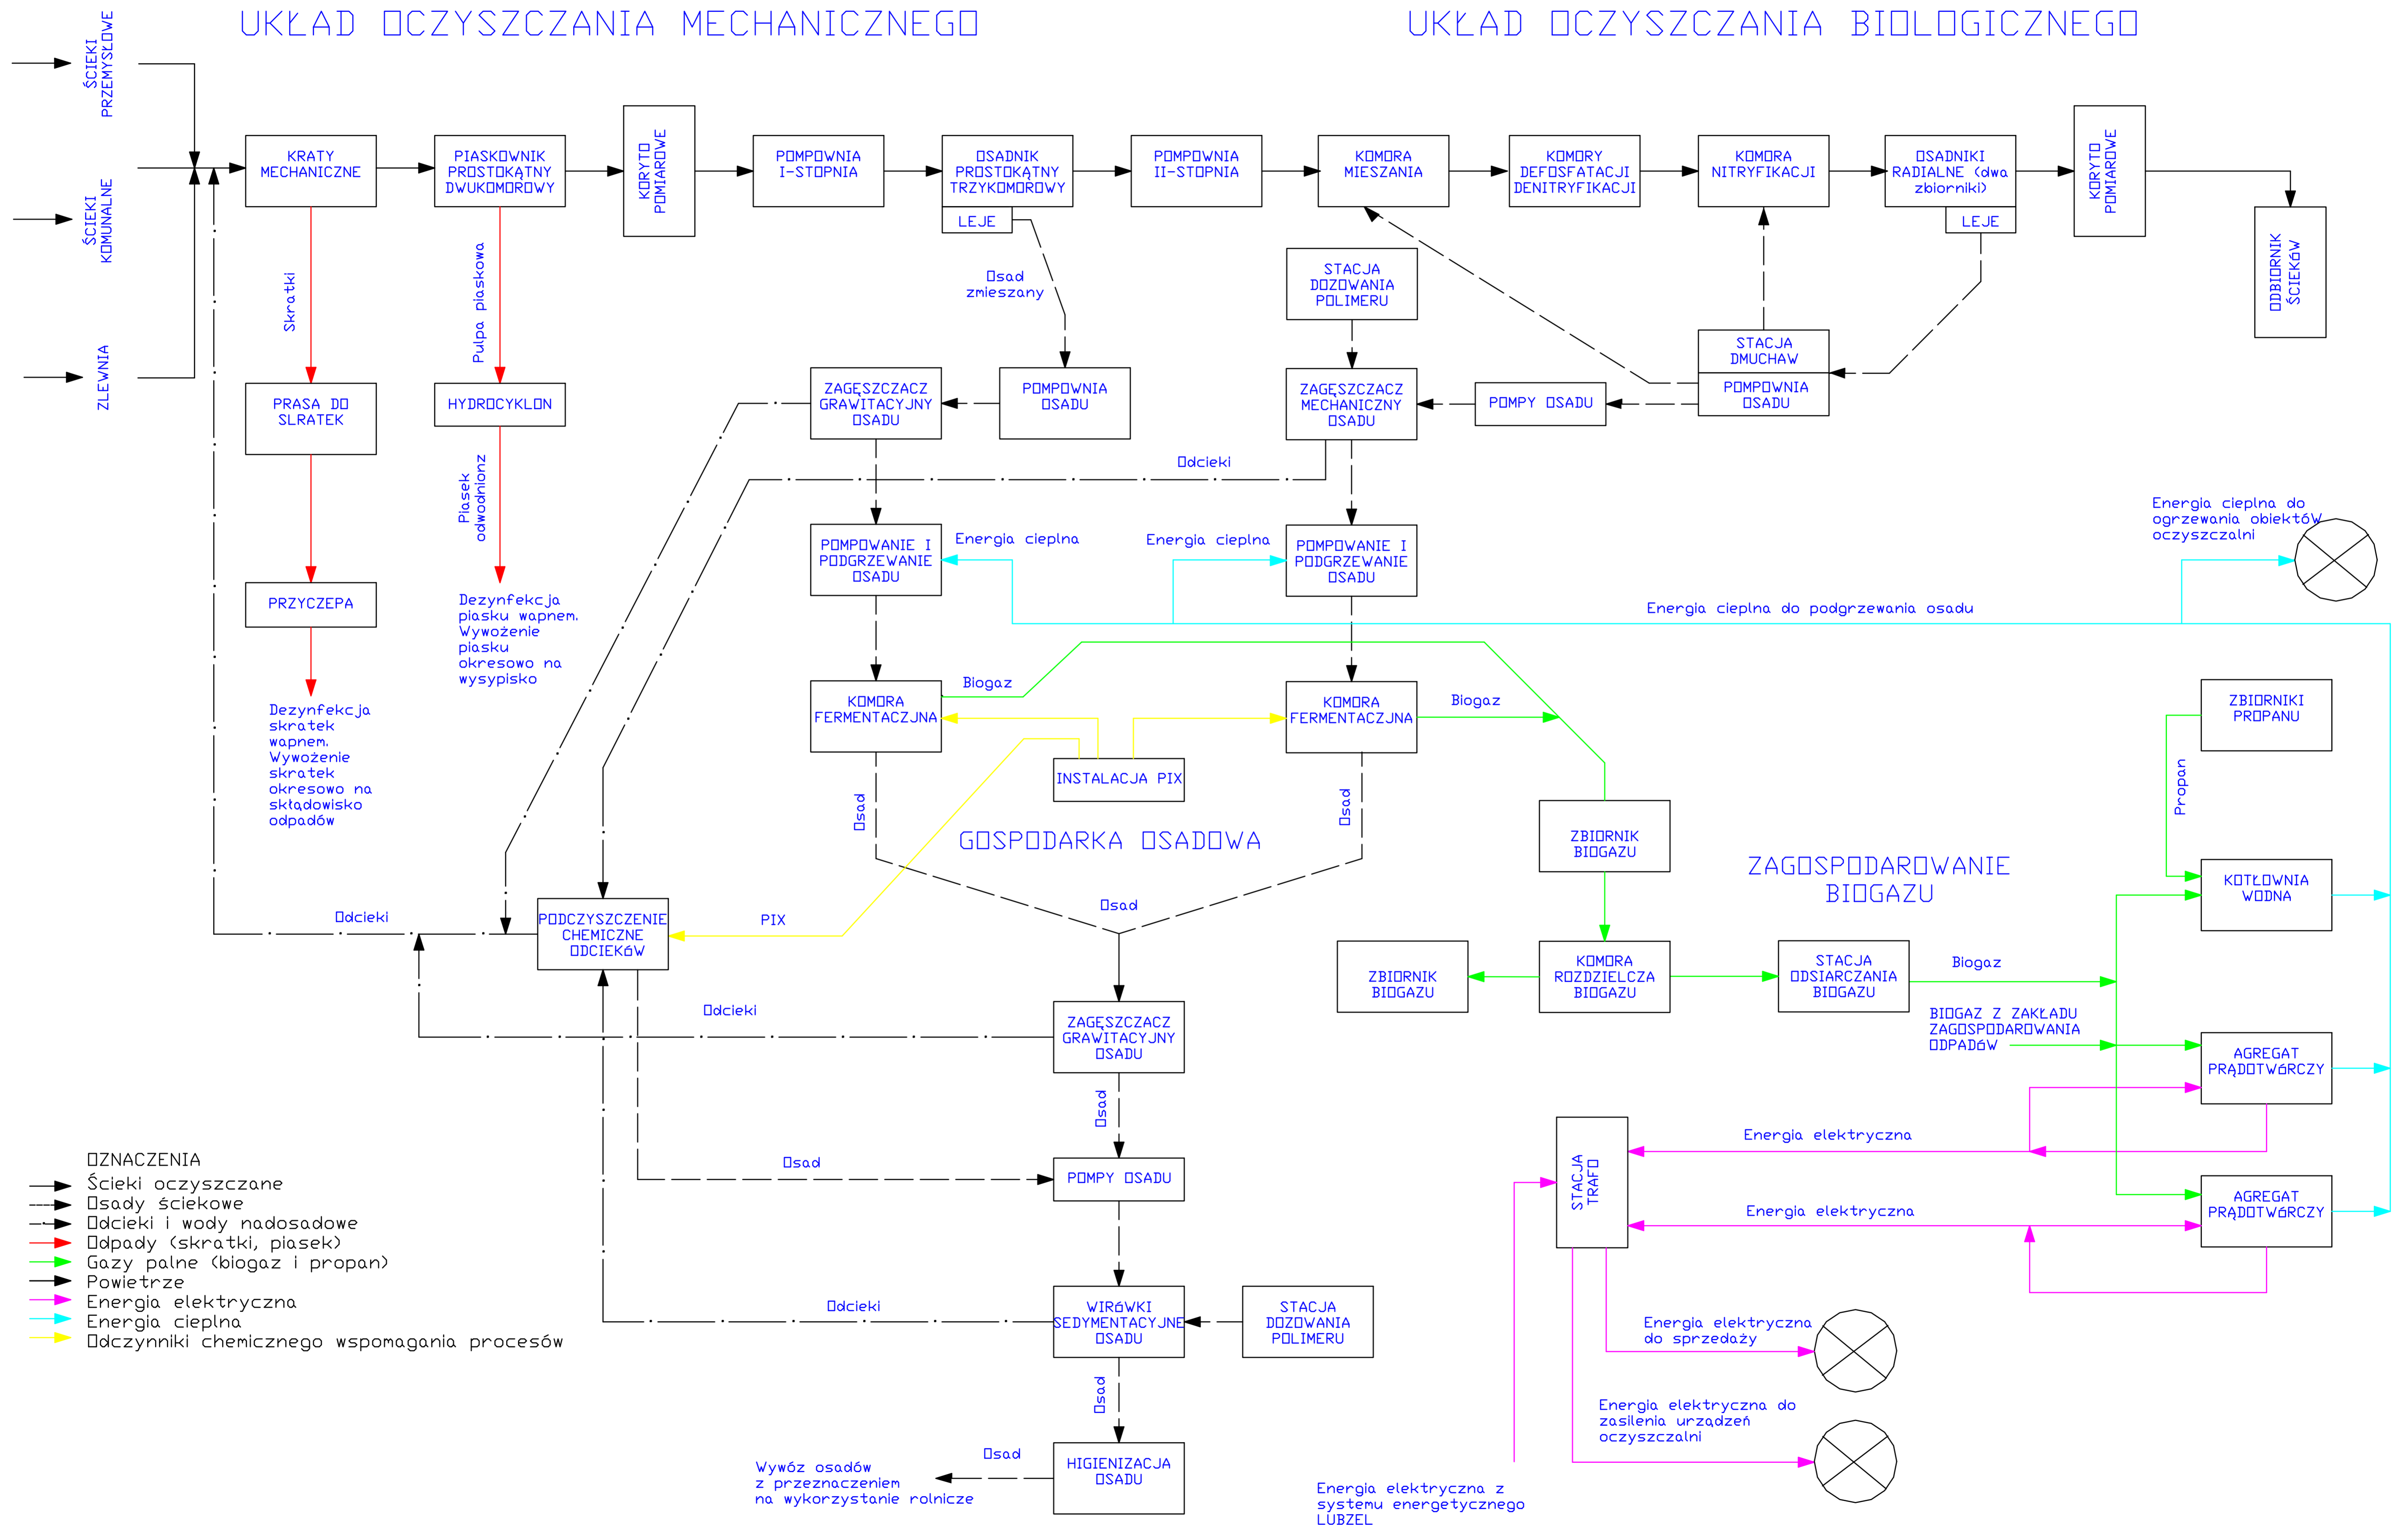 UKŁAD OCZYSZCZANIA MECHANICZNEGO
UKŁAD OCZYSZCZANIA BIOLOGICZNEGO
ŚCIEKI
PRZEMYSŁOWE
ŚCIEKI
KOMUNALNE
ZLEWNIA
KRATY
MECHANICZNE
PIASKOWNIK
PROSTOKĄTNY
DWUKOMOROWY
KORYTO
POMIAROWE
POMPOWNIA
I-STOPNIA
OSADNIK
PROSTOKĄTNY
TRZYKOMOROWY
LEJE
POMPOWNIA
II-STOPNIA
KOMORA
MIESZANIA
KOMORY
DEFOSFATACJI
DENITRYFIKACJI
KOMORA
NITRYFIKACJI
OSADNIKI
RADIALNE (dwa
zbiorniki)
LEJE
KORYTO
POMIAROWE
ODBIORNIK
ŚCIEKÓW
Skratki
Pulpa piaskowa
Osad
zmieszany
STACJA
DOZOWANIA
POLIMERU
STACJA
DMUCHAW
POMPOWNIA
OSADU
PRASA DO
SLRATEK
HYDROCYKLON
ZAGĘSZCZACZ
GRAWITACYJNY
OSADU
POMPOWNIA
OSADU
ZAGĘSZCZACZ
MECHANICZNY
OSADU
POMPY OSADU
Odcieki
Piasek
odwodnionz
POMPOWANIE I
PODGRZEWANIE
OSADU
Energia cieplna
Energia cieplna
POMPOWANIE I
PODGRZEWANIE
OSADU
Energia cieplna do
ogrzewania obiektóW
oczyszczalni
PRZYCZEPA
Dezynfekcja
piasku wapnem.
Wywożenie
piasku
okresowo na
wysypisko
Energia cieplna do podgrzewania osadu
Dezynfekcja
skratek
wapnem.
Wywożenie
skratek
okresowo na
skłądowisko
odpadów
KOMORA
FERMENTACZJNA
Biogaz
KOMORA
FERMENTACZJNA
Biogaz
INSTALACJA PIX
ZBIORNIKI
PROPANU
Propan
Osad
Osad
GOSPODARKA OSADOWA
ZBIORNIK
BIOGAZU
ZAGOSPODAROWANIE
BIOGAZU
KOTŁOWNIA
WODNA
Odcieki
PODCZYSZCZENIE
CHEMICZNE
ODCIEKÓW
PIX
Osad
ZBIORNIK
BIOGAZU
KOMORA
ROZDZIELCZA
BIOGAZU
STACJA
ODSIARCZANIA
BIOGAZU
Biogaz
Odcieki
ZAGĘSZCZACZ
GRAWITACYJNY
OSADU
BIOGAZ Z ZAKŁADU
ZAGOSPODAROWANIA
ODPADÓW
AGREGAT
PRĄDOTWÓRCZY
Osad
Energia elektryczna
STACJA
TRAFO
Osad
POMPY OSADU
Energia elektryczna
AGREGAT
PRĄDOTWÓRCZY
OZNACZENIA
Ścieki oczyszczane
Osady ściekowe
Odcieki i wody nadosadowe
Odpady (skratki, piasek)
Gazy palne (biogaz i propan)
Powietrze
Energia elektryczna
Energia cieplna
Odczynniki chemicznego wspomagania procesów
Odcieki
WIRÓWKI
SEDYMENTACYJNE
OSADU
STACJA
DOZOWANIA
POLIMERU
Energia elektryczna
do sprzedaży
Osad
Energia elektryczna do
zasilenia urządzeń
oczyszczalni
Osad
HIGIENIZACJA
OSADU
Wywóz osadów
z przeznaczeniem
na wykorzystanie rolnicze
Energia elektryczna z
systemu energetycznego
LUBZEL